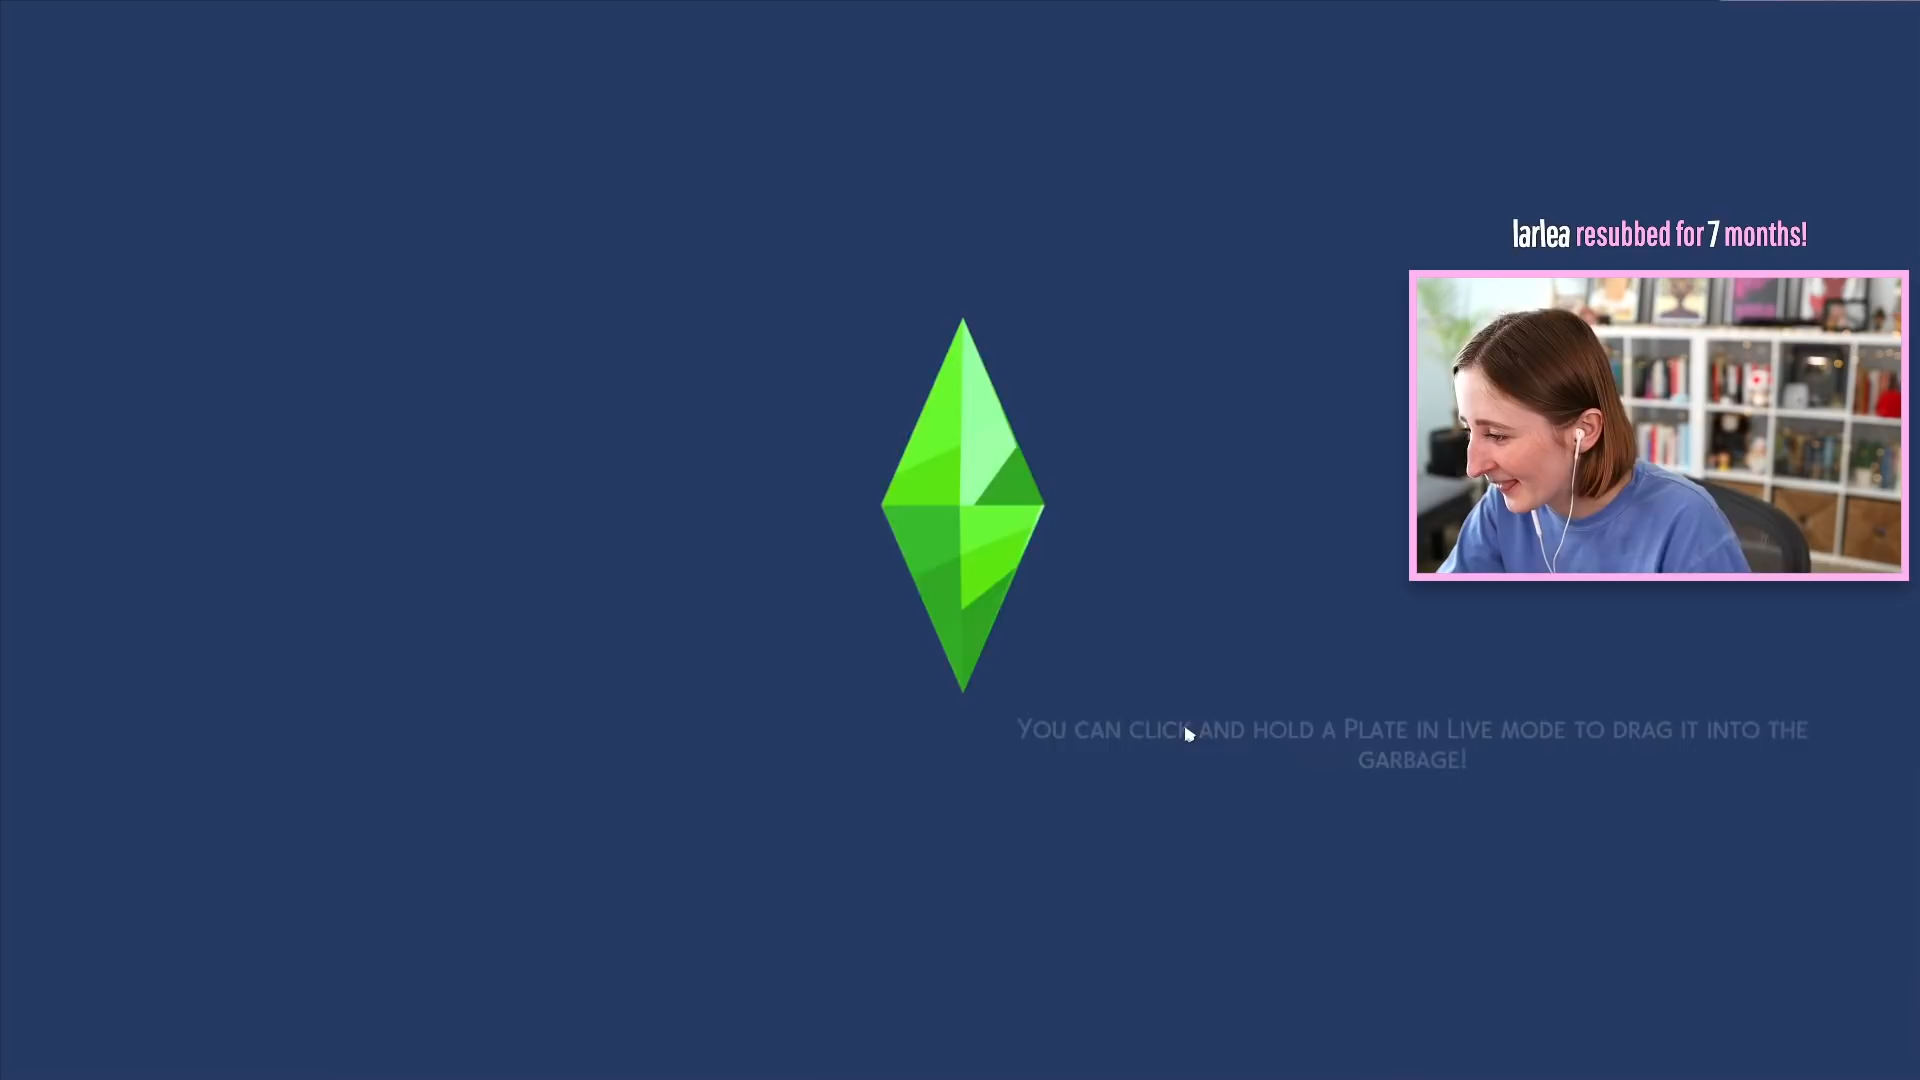 larlea resubbed for 7 months!
You can click and hold a Plate in Live mode to drag it into the
garbage!